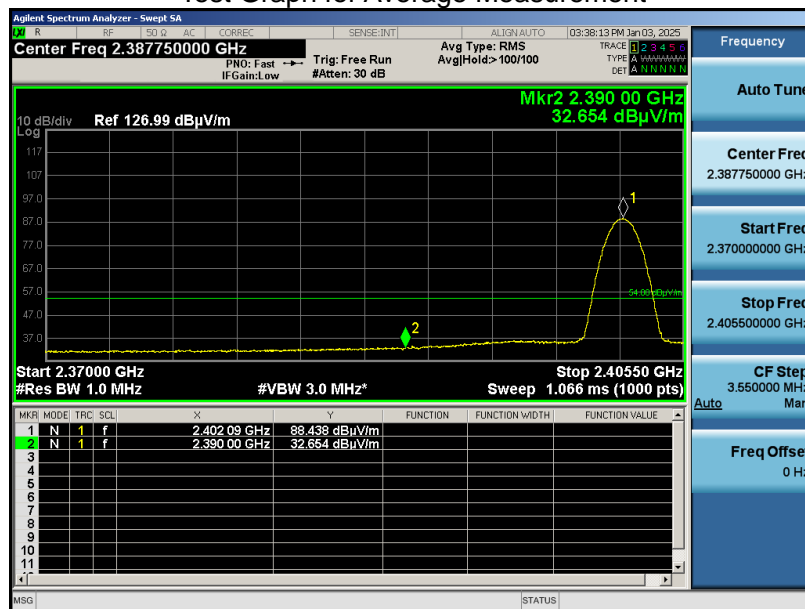 Test Graph for Average Measurement
Agilent Spectrum Analyzer - Swept SA
LXI R RF 50 Ω AC CORREC SENSE:INT ALIGN AUTO 03:38:13 PM Jan 03, 2025
Center Freq 2.387750000 GHz
PNO: Fast
IFGain:Low
Trig: Free Run
#Atten: 30 dB
Avg Type: RMS
Avg|Hold:>100/100
TRACE 1 2 3 4 5 6
TYPE A
DET A N N N N N
Mkr2 2.390 00 GHz
32.654 dBµV/m
10 dB/div Ref 126.99 dBµV/m
Log
117
107
97.0
87.0
77.0
67.0
57.0
47.0
37.0
1
54.00 dBµV/m
2
Start 2.37000 GHz Stop 2.40550 GHz
#Res BW 1.0 MHz #VBW 3.0 MHz* Sweep 1.066 ms (1000 pts)
MKR MODE TRC SCL X Y FUNCTION FUNCTION WIDTH FUNCTION VALUE
1 N 1 f 2.402 09 GHz 88.438 dBµV/m
2 N 1 f 2.390 00 GHz 32.654 dBµV/m
3
4
5
6
7
8
9
10
11
MSG STATUS
Frequency
Auto Tune
Center Freq
2.387750000 GHz
Start Freq
2.370000000 GHz
Stop Freq
2.405500000 GHz
CF Step
3.550000 MHz
Auto Man
Freq Offset
0 Hz